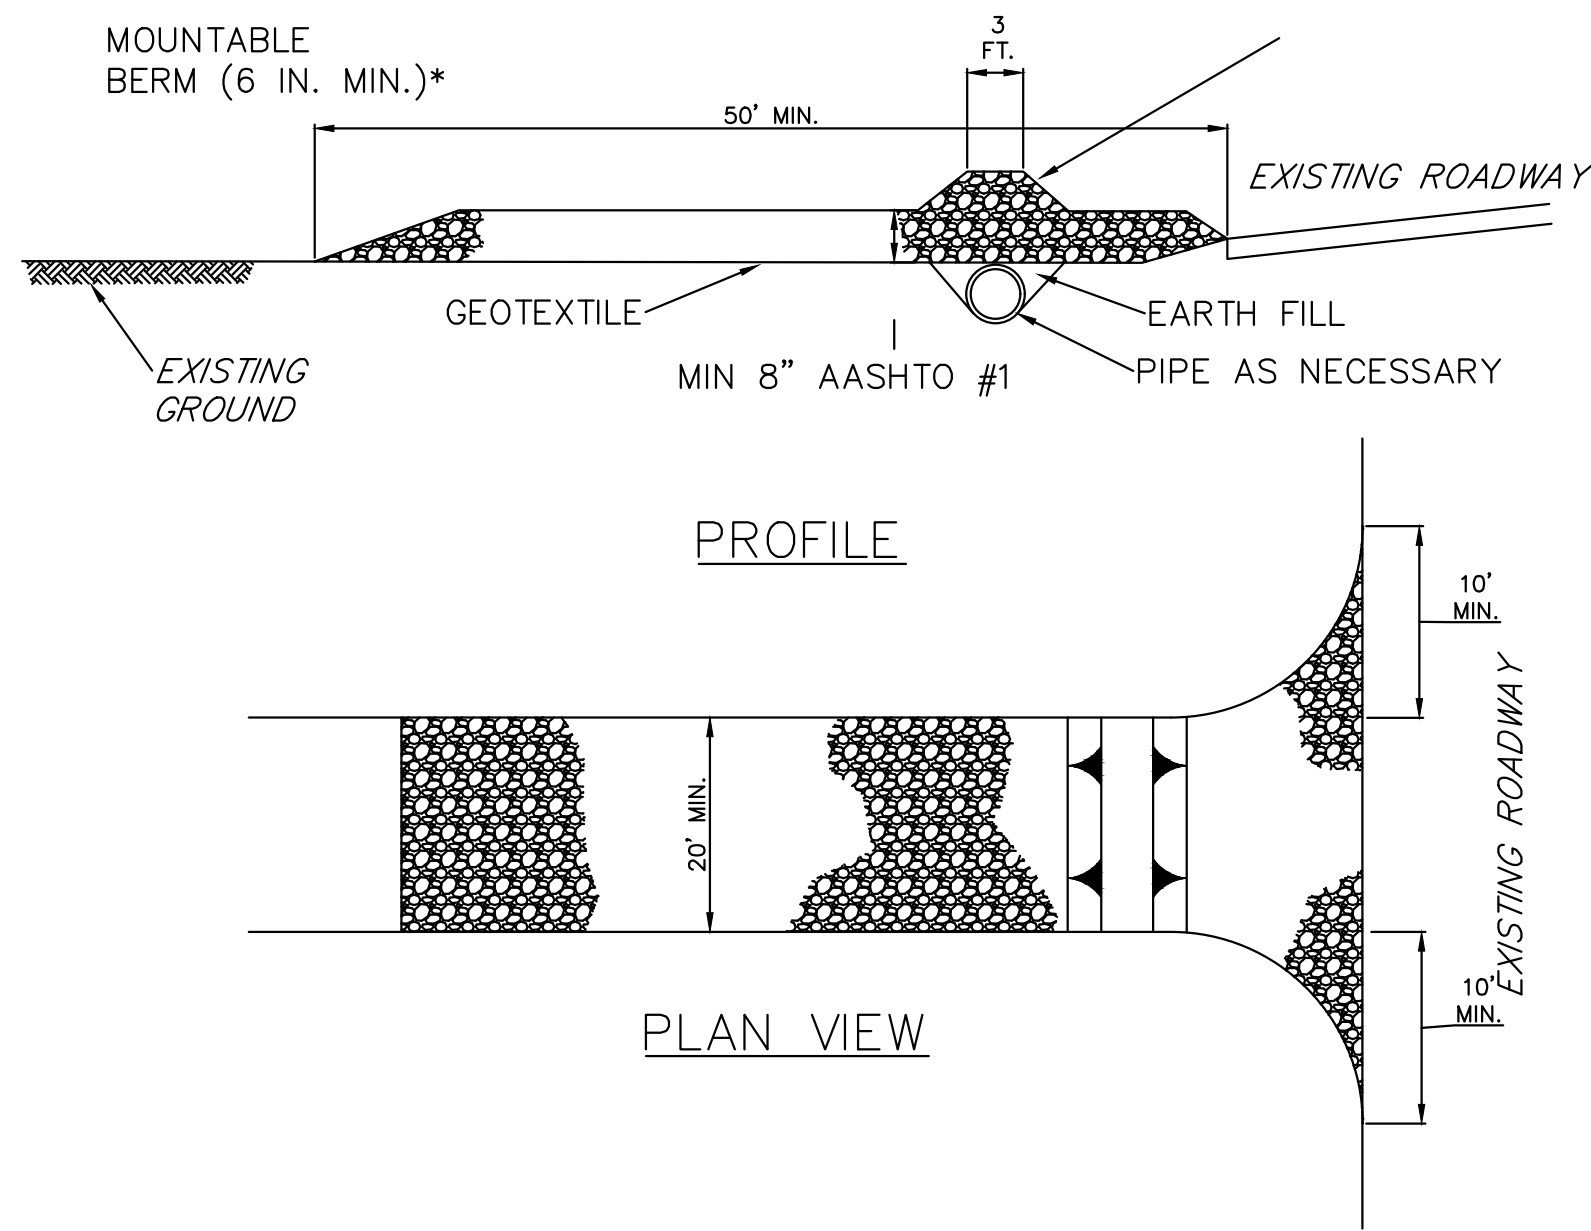 MOUNTABLE
BERM (6 IN. MIN.)*
3
FT.
50' MIN.
EXISTING ROADWAY
GEOTEXTILE
EARTH FILL
EXISTING
GROUND
MIN 8" AASHTO #1
PIPE AS NECESSARY
PROFILE
10'
MIN.
20' MIN.
EXISTING ROADWAY
10'
MIN.
PLAN VIEW